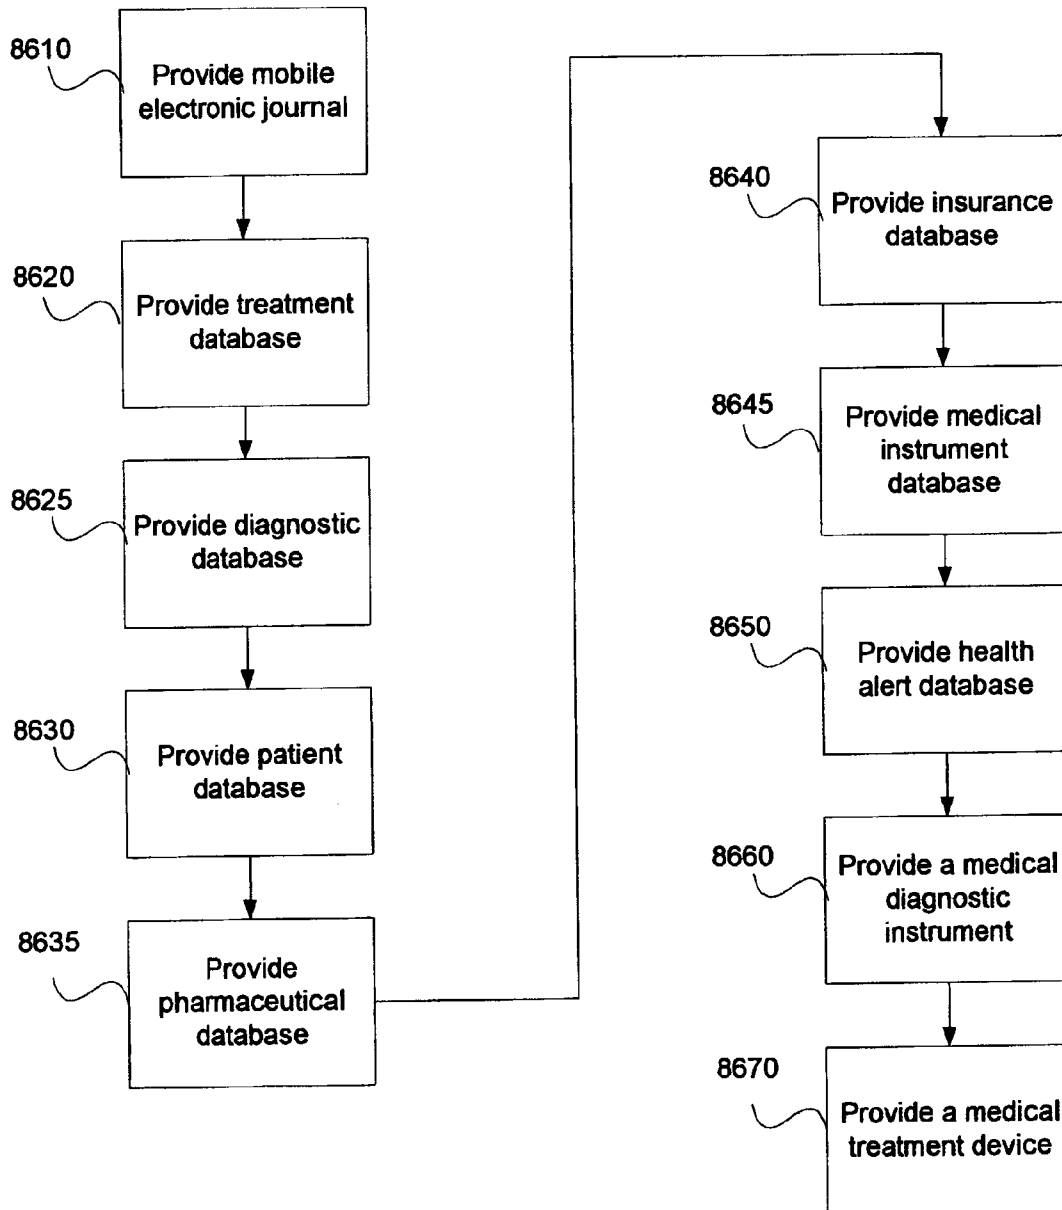 8610
Provide mobile
electronic journal
8620
Provide treatment
database
8625
Provide diagnostic
database
8630
Provide patient
database
8635
Provide
pharmaceutical
database
8640
Provide insurance
database
8645
Provide medical
instrument
database
8650
Provide health
alert database
8660
Provide a medical
diagnostic
instrument
8670
Provide a medical
treatment device